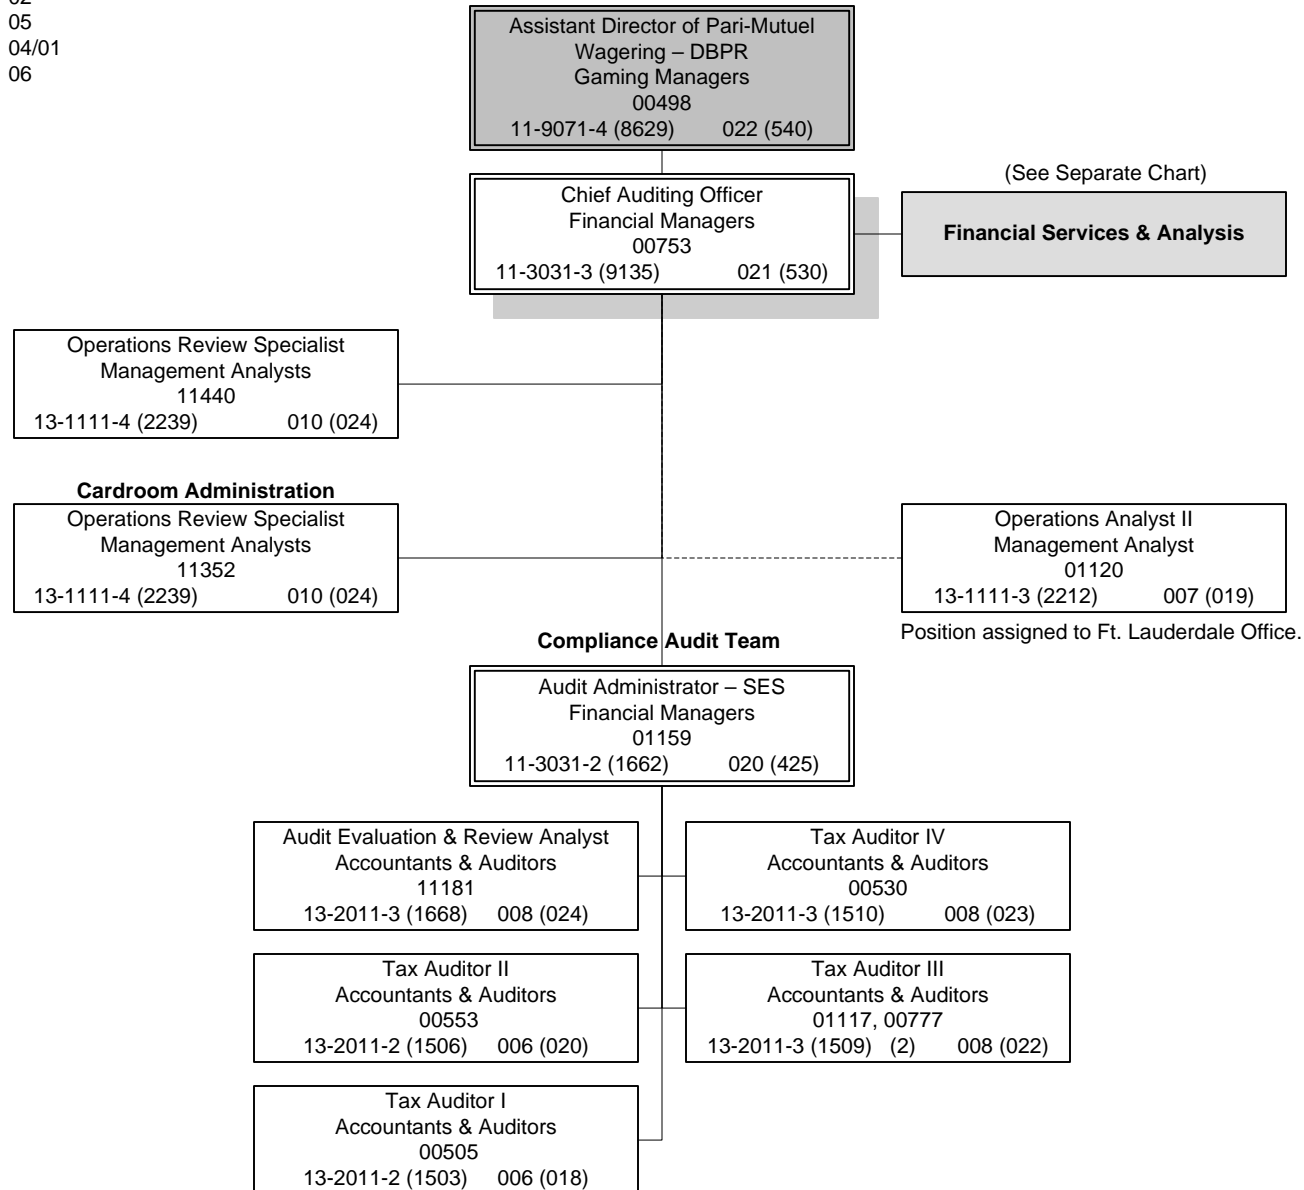 05
04/01
06
Assistant Director of Pari-Mutuel
Wagering – DBPR
Gaming Managers
00498
11-9071-4 (8629) 022 (540)
Chief Auditing Officer
Financial Managers
00753
11-3031-3 (9135) 021 (530)
(See Separate Chart)
Financial Services & Analysis
Operations Review Specialist
Management Analysts
11440
13-1111-4 (2239) 010 (024)
Cardroom Administration
Operations Review Specialist
Management Analysts
11352
13-1111-4 (2239) 010 (024)
Operations Analyst II
Management Analyst
01120
13-1111-3 (2212) 007 (019)
Position assigned to Ft. Lauderdale Office.
Compliance Audit Team
Audit Administrator – SES
Financial Managers
01159
11-3031-2 (1662) 020 (425)
Audit Evaluation & Review Analyst
Accountants & Auditors
11181
13-2011-3 (1668) 008 (024)
Tax Auditor IV
Accountants & Auditors
00530
13-2011-3 (1510) 008 (023)
Tax Auditor II
Accountants & Auditors
00553
13-2011-2 (1506) 006 (020)
Tax Auditor III
Accountants & Auditors
01117, 00777
13-2011-3 (1509) (2) 008 (022)
Tax Auditor I
Accountants & Auditors
00505
13-2011-2 (1503) 006 (018)